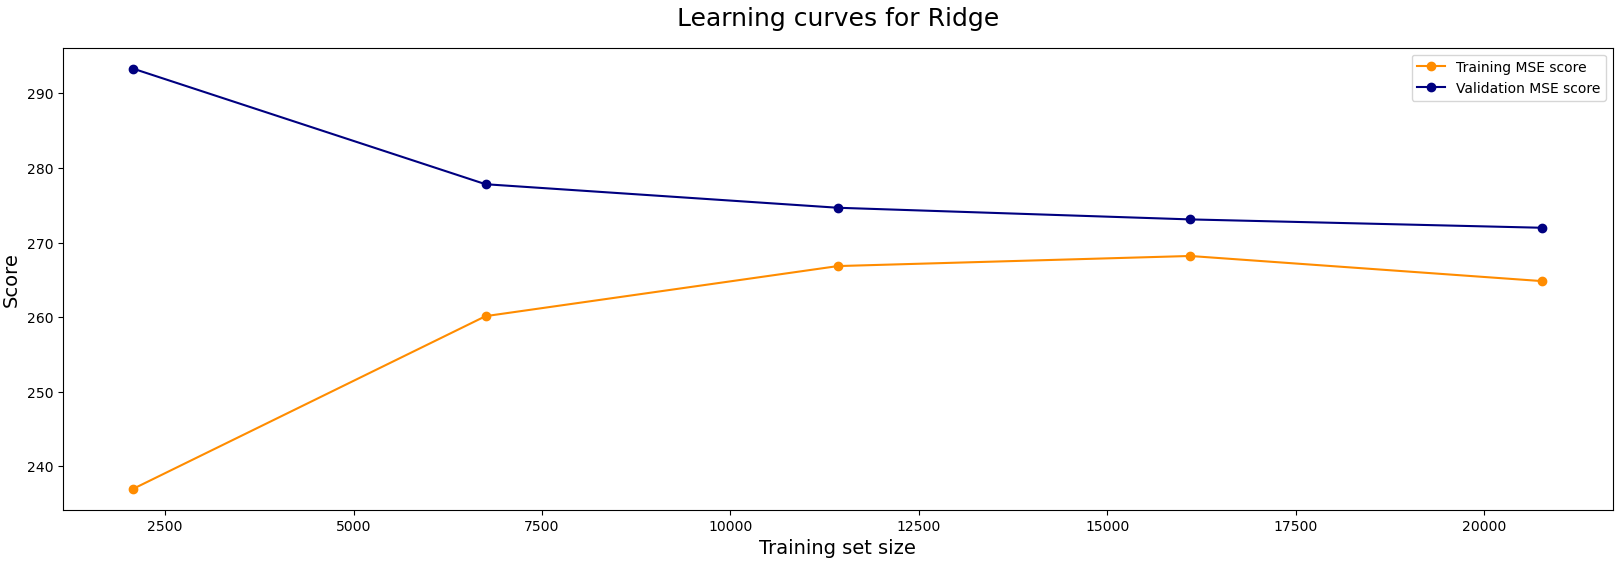 Learning curves for Ridge
Training MSE score
Validation MSE score
Score
290
280
270
260
250
240
2500 5000 7500 10000 12500 15000 17500 20000
Training set size